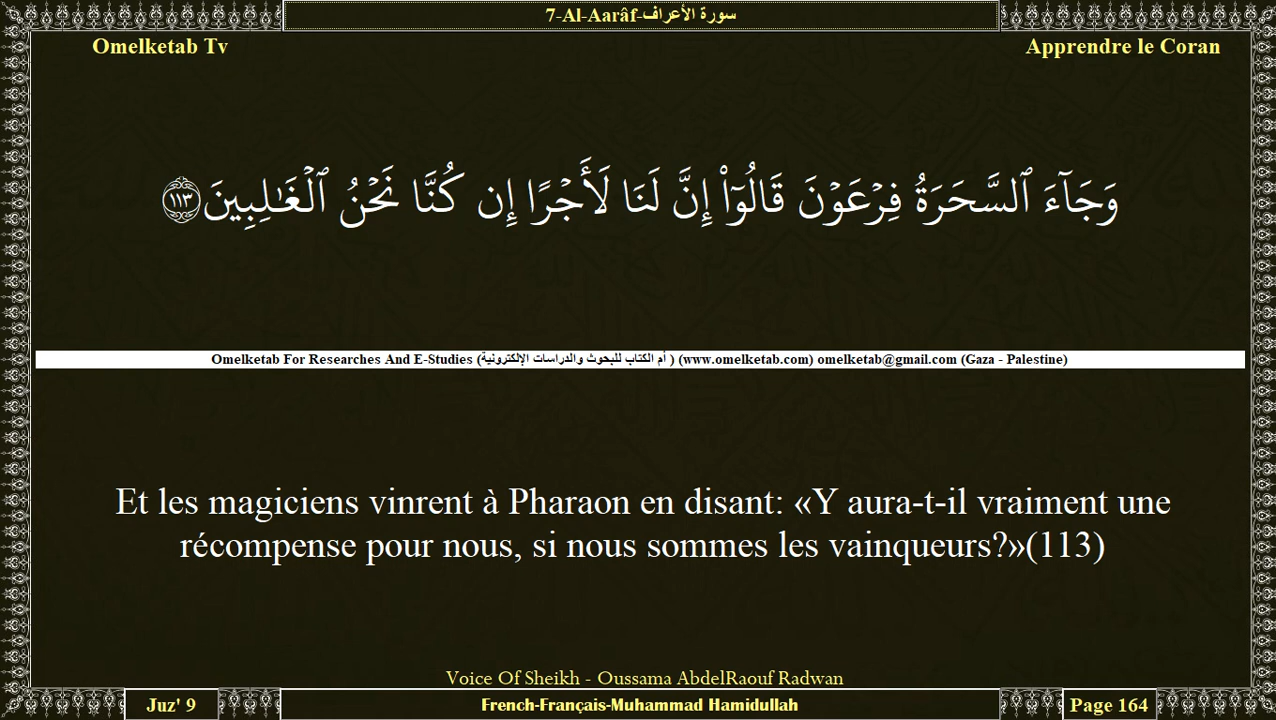 7-Al-Aarâf-سورة الأعراف
Omelketab Tv
Apprendre le Coran
وَجَآءَ ٱلسَّحَرَةُ فِرۡعَوۡنَ قَالُوٓاْ إِنَّ لَنَا لَأَجۡرًا إِن كُنَّا نَحۡنُ ٱلۡغَٰلِبِينَ ١١٣
Omelketab For Researches And E-Studies (أم الكتاب للبحوث والدراسات الإلكترونية ) (www.omelketab.com) omelketab@gmail.com (Gaza - Palestine)
Et les magiciens vinrent à Pharaon en disant: «Y aura-t-il vraiment une
récompense pour nous, si nous sommes les vainqueurs?»(113)
Voice Of Sheikh - Oussama AbdelRaouf Radwan
Juz' 9
French-Français-Muhammad Hamidullah
Page 164